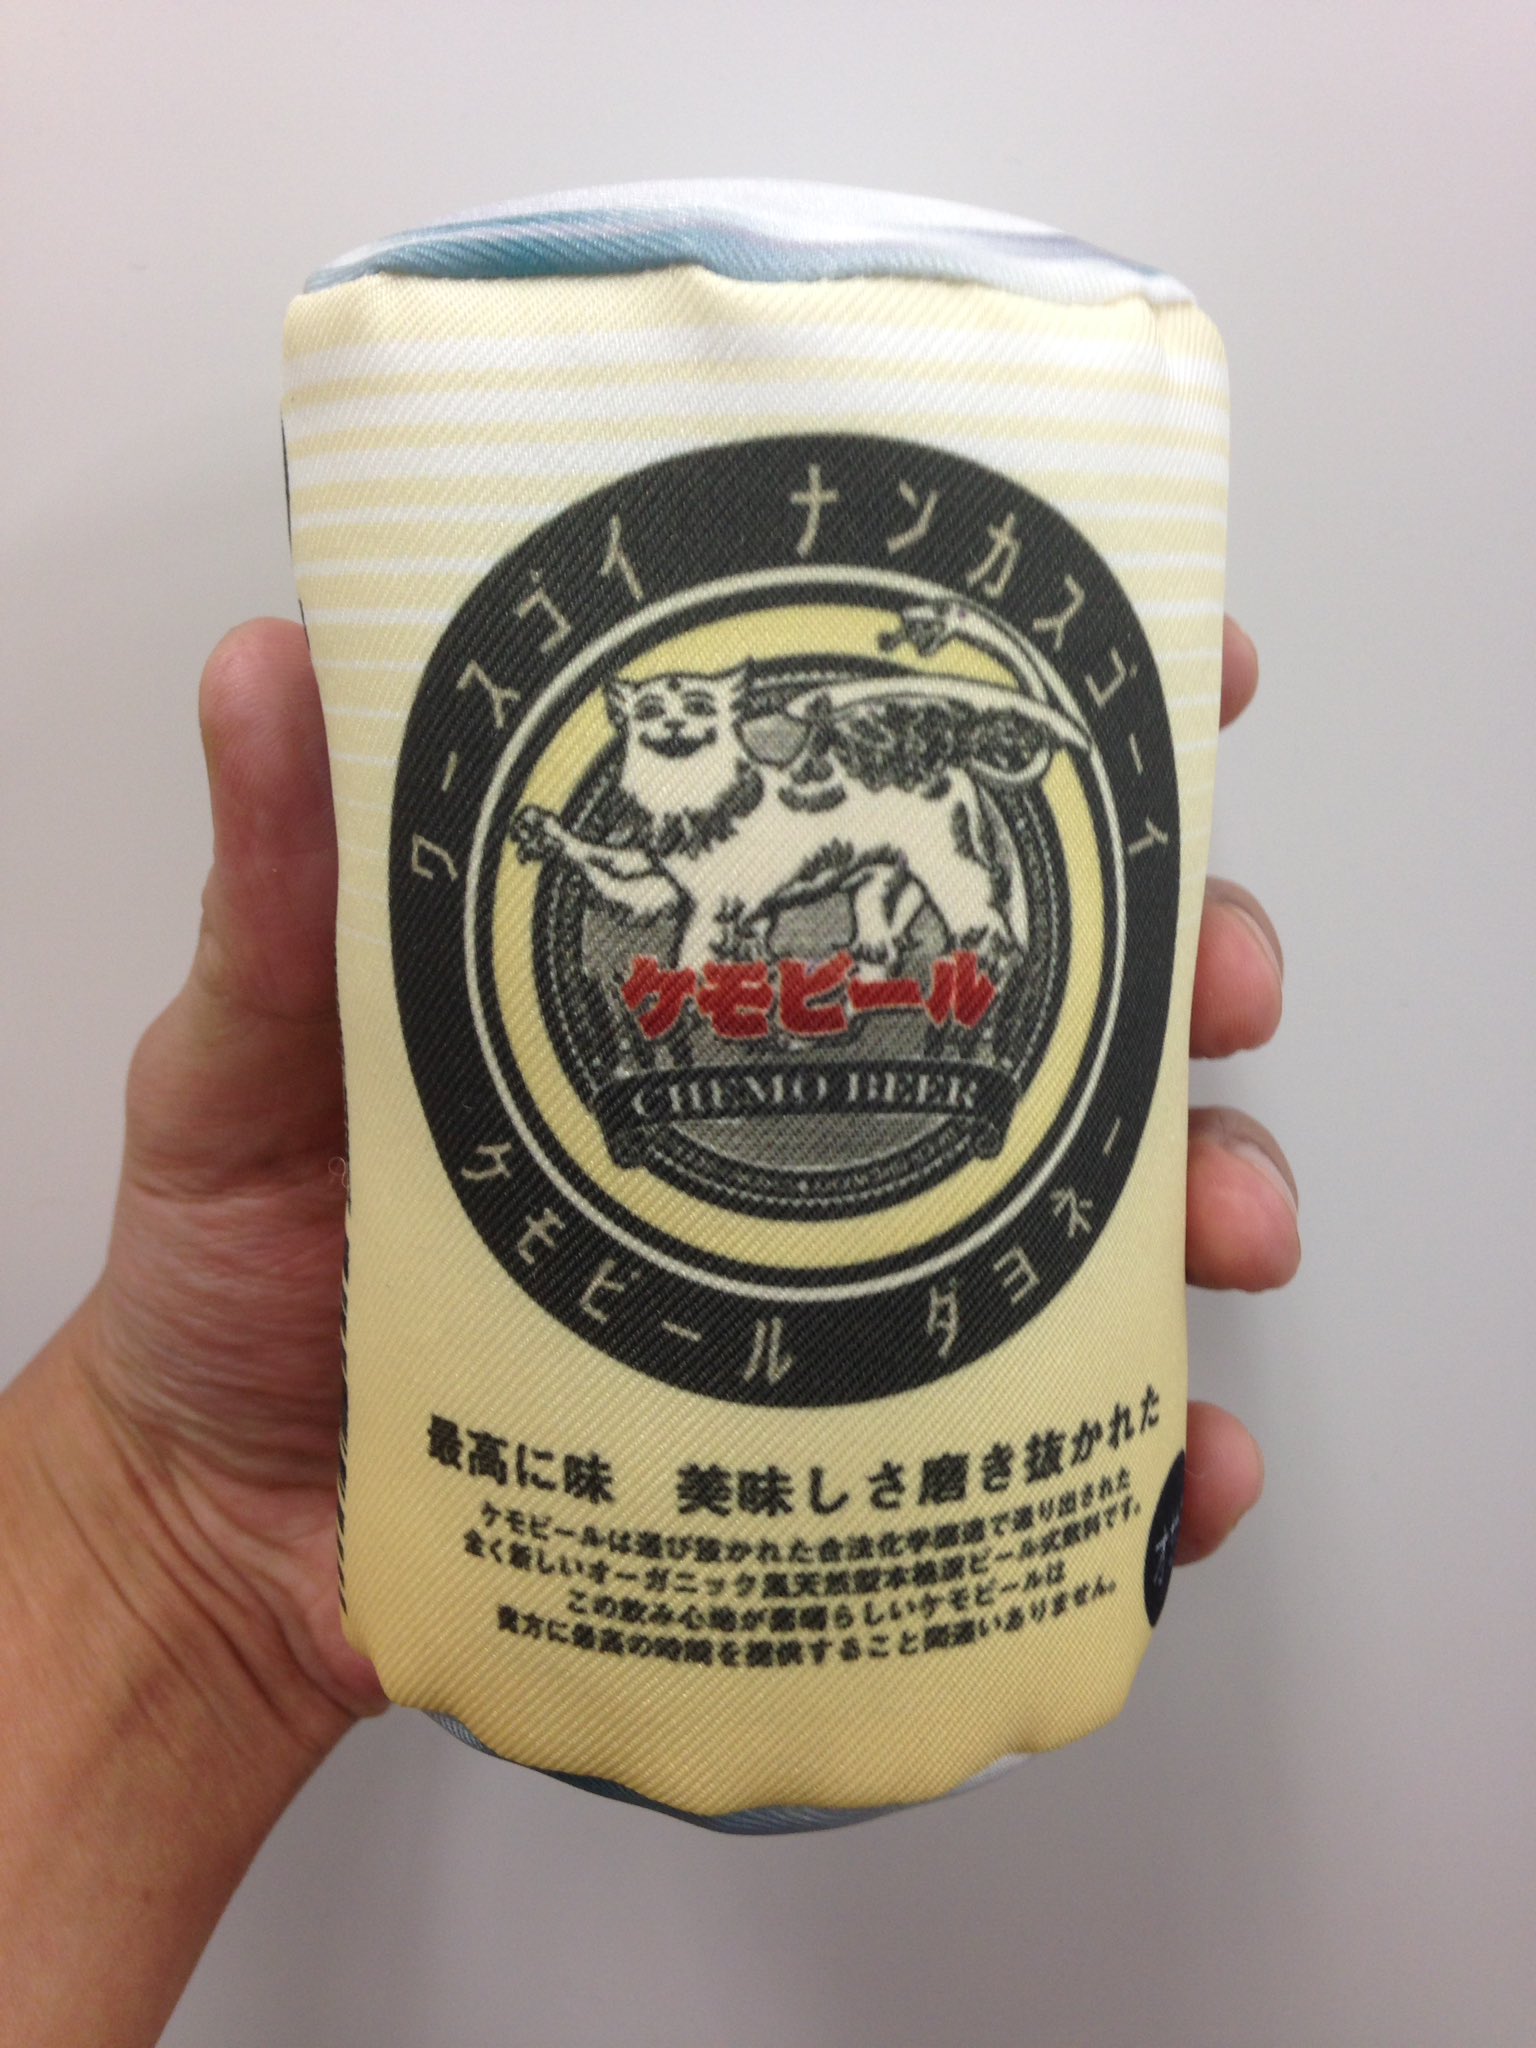 ワースゴイ ナンカスゴーイ
ケモビール
CHEMO BEER
ケモビール ダヨネー
最高に味　美味しさ磨き抜かれた
ケモビールは選び抜かれた合法化学醸造で造り出された
全く新しいオーガニック風天然型本格派ビール式飲料です。
この飲み心地が素晴らしいケモビールは
貴方に最高の時間を提供すること間違いありません。